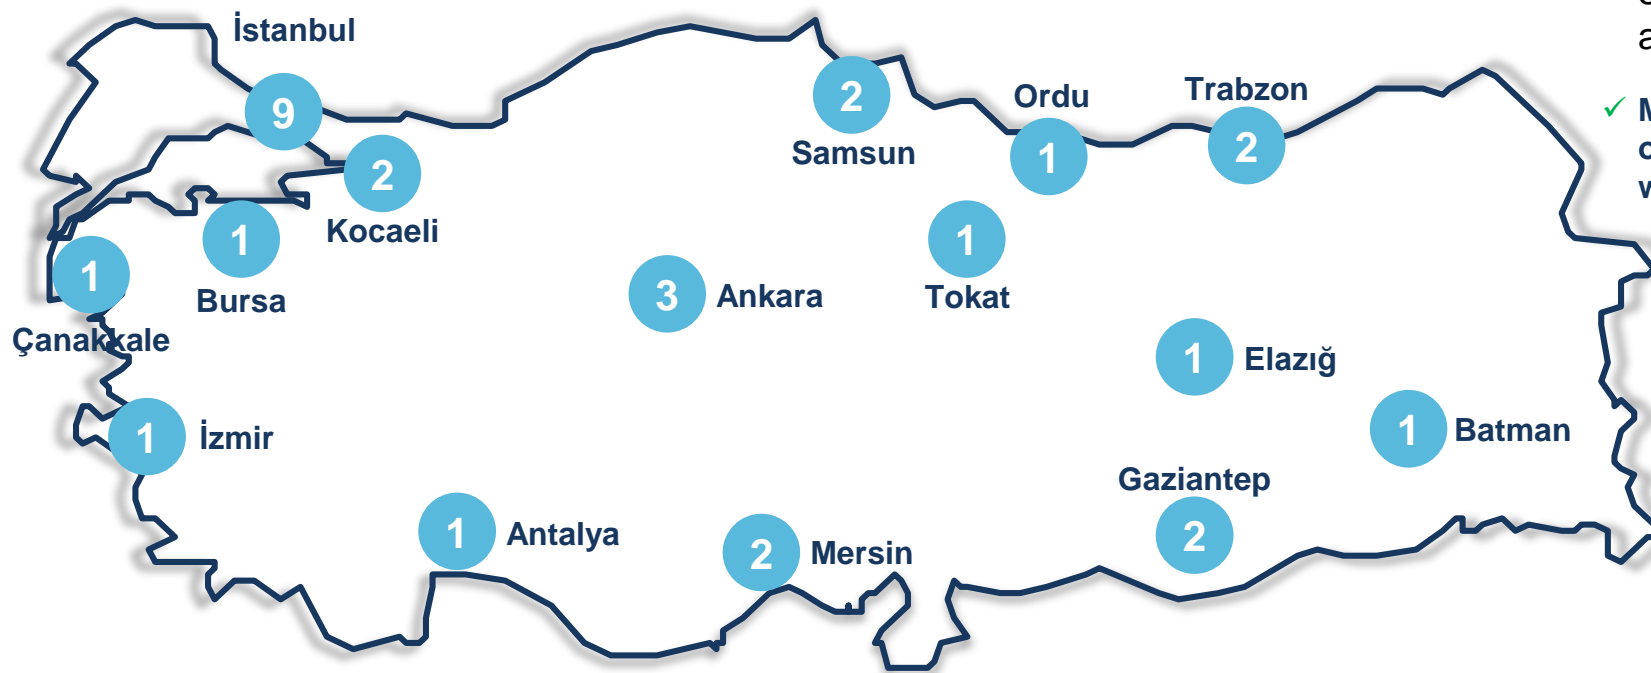 İstanbul
9
2
Kocaeli
1
Bursa
1
Çanakkale
1
İzmir
3
Ankara
1
Antalya
2
Mersin
2
Samsun
Ordu
1
Trabzon
2
1
Tokat
1
Elazığ
1
Batman
Gaziantep
2